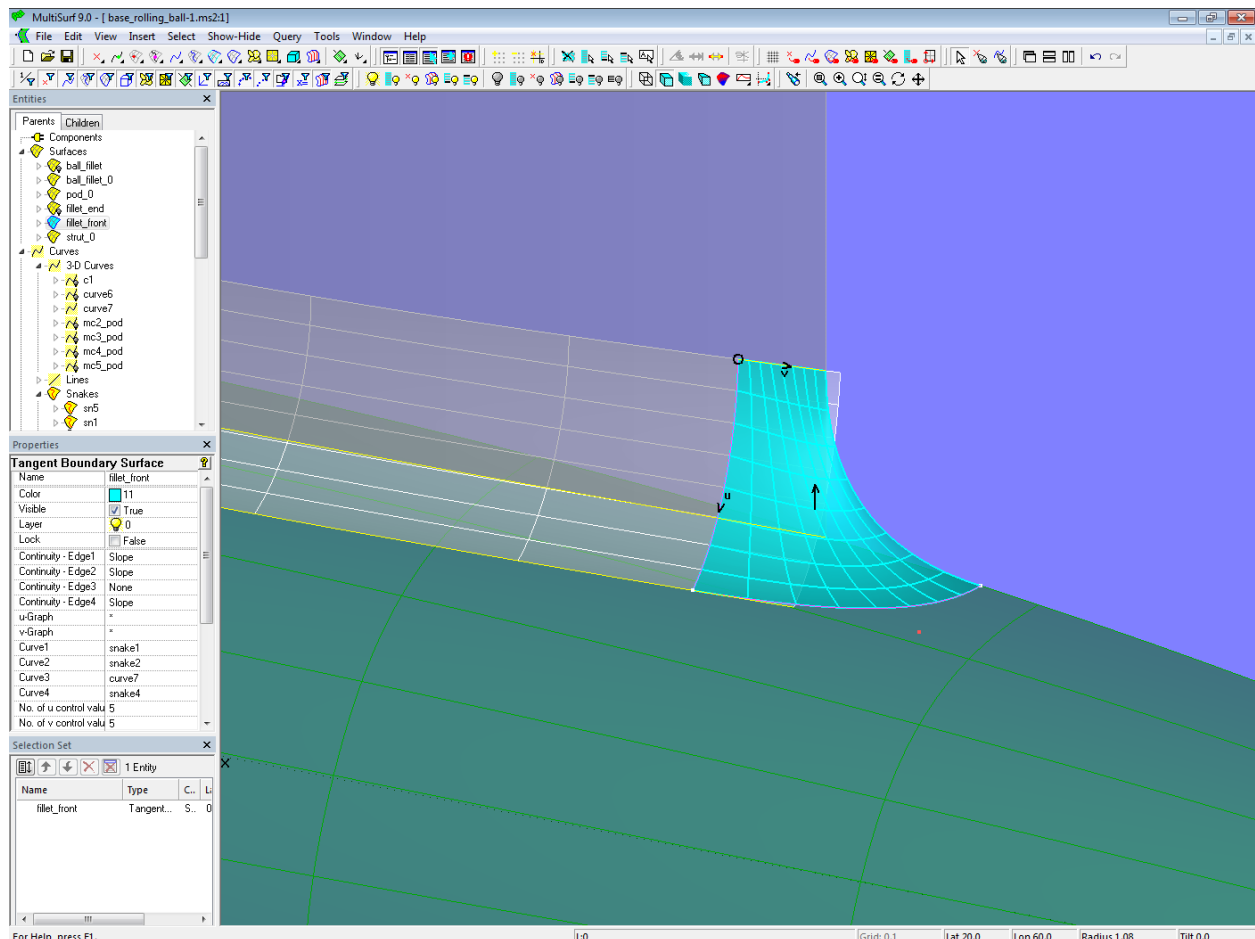 MultiSurf 9.0 - [ base_rolling_ball-1.ms2:1]
File Edit View Insert Select Show-Hide Query Tools Window Help
Entities
Parents Children
Components
Surfaces
ball_fillet
ball_fillet_0
pod_0
fillet_end
fillet_front
strut_0
Curves
3-D Curves
c1
curve6
curve7
mc2_pod
mc3_pod
mc4_pod
mc5_pod
Lines
Snakes
sn5
sn1
Properties
Tangent Boundary Surface
Name fillet_front
Color 11
Visible True
Layer 0
Lock False
Continuity - Edge1 Slope
Continuity - Edge2 Slope
Continuity - Edge3 None
Continuity - Edge4 Slope
u-Graph *
v-Graph *
Curve1 snake1
Curve2 snake2
Curve3 curve7
Curve4 snake4
No. of u control valu 5
No. of v control valu 5
Selection Set
1 Entity
Name Type C.. L
fillet_front Tangent... S.. 0
v
u
X
For Help, press F1.
L:0
Grid: 0.1
Lat 20.0 Lon 60.0 Radius 1.08 Tilt 0.0